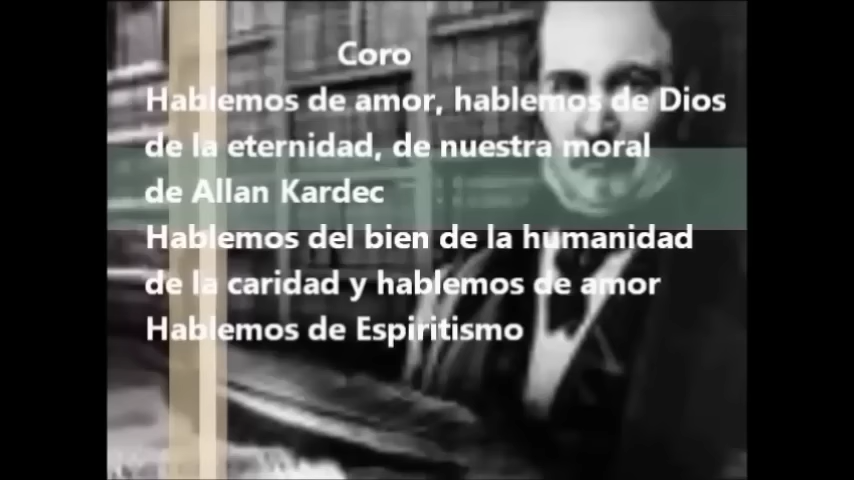 Coro
Hablemos de amor, hablemos de Dios
de la eternidad, de nuestra moral
de Allan Kardec
Hablemos del bien de la humanidad
de la caridad y hablemos de amor
Hablemos de Espiritismo